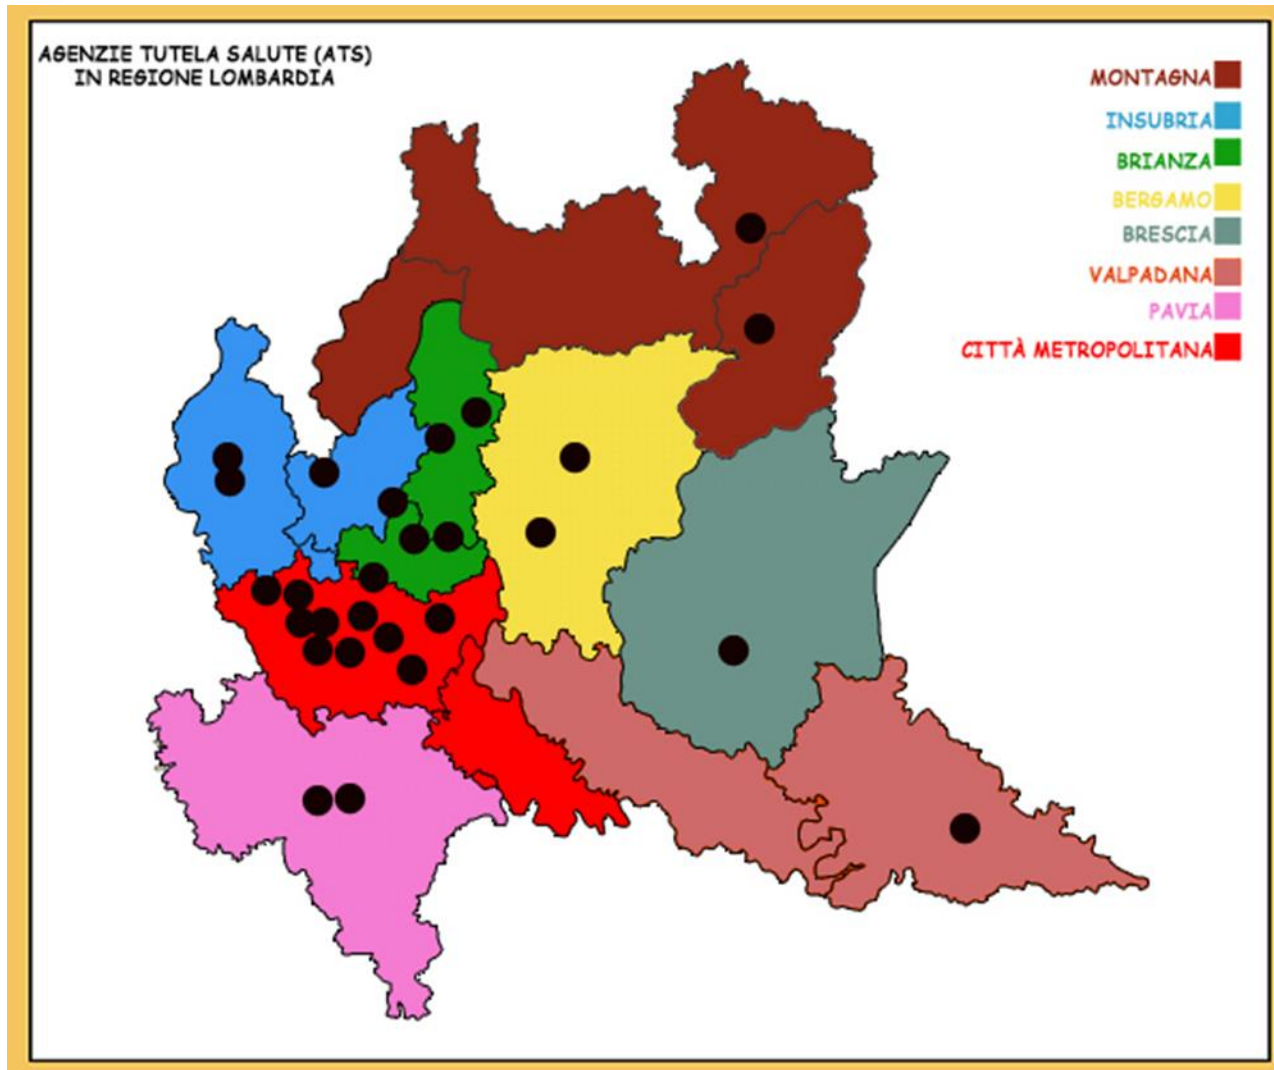 AGENZIE TUTELA SALUTE (ATS)
IN REGIONE LOMBARDIA
MONTAGNA
INSUBRIA
BRIANZA
BERGAMO
BRESCIA
VALPADANA
PAVIA
CITTÀ METROPOLITANA